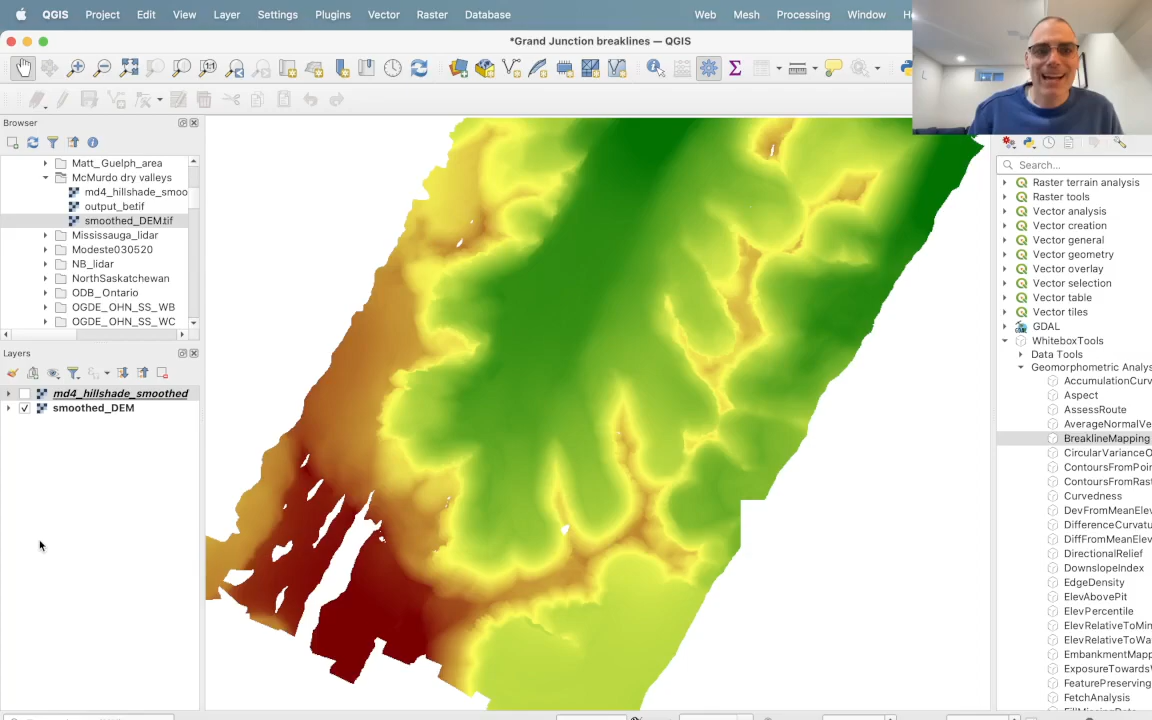 QGIS Project Edit View Layer Settings Plugins Vector Raster Database Web Mesh Processing Window
*Grand Junction breaklines — QGIS
Browser
Matt_Guelph_area
McMurdo dry valleys
md4_hillshade_smoo
output_be.tif
smoothed_DEM.tif
Mississauga_lidar
Modeste030520
NB_lidar
NorthSaskatchewan
ODB_Ontario
OGDE_OHN_SS_WB
OGDE_OHN_SS_WC
Layers
md4_hillshade_smoothed
smoothed_DEM
Search...
Raster terrain analysis
Raster tools
Vector analysis
Vector creation
Vector general
Vector geometry
Vector overlay
Vector selection
Vector table
Vector tiles
GDAL
WhiteboxTools
Data Tools
Geomorphometric Analys
AccumulationCurv
Aspect
AssessRoute
AverageNormalVe
BreaklineMapping
CircularVarianceO
ContoursFromPoi
ContoursFromRast
Curvedness
DevFromMeanElev
DifferenceCurvatu
DiffFromMeanElev
DirectionalRelief
DownslopeIndex
EdgeDensity
ElevAbovePit
ElevPercentile
ElevRelativeToMin
ElevRelativeToWa
EmbankmentMapp
ExposureTowards
FeaturePreserving
FetchAnalysis